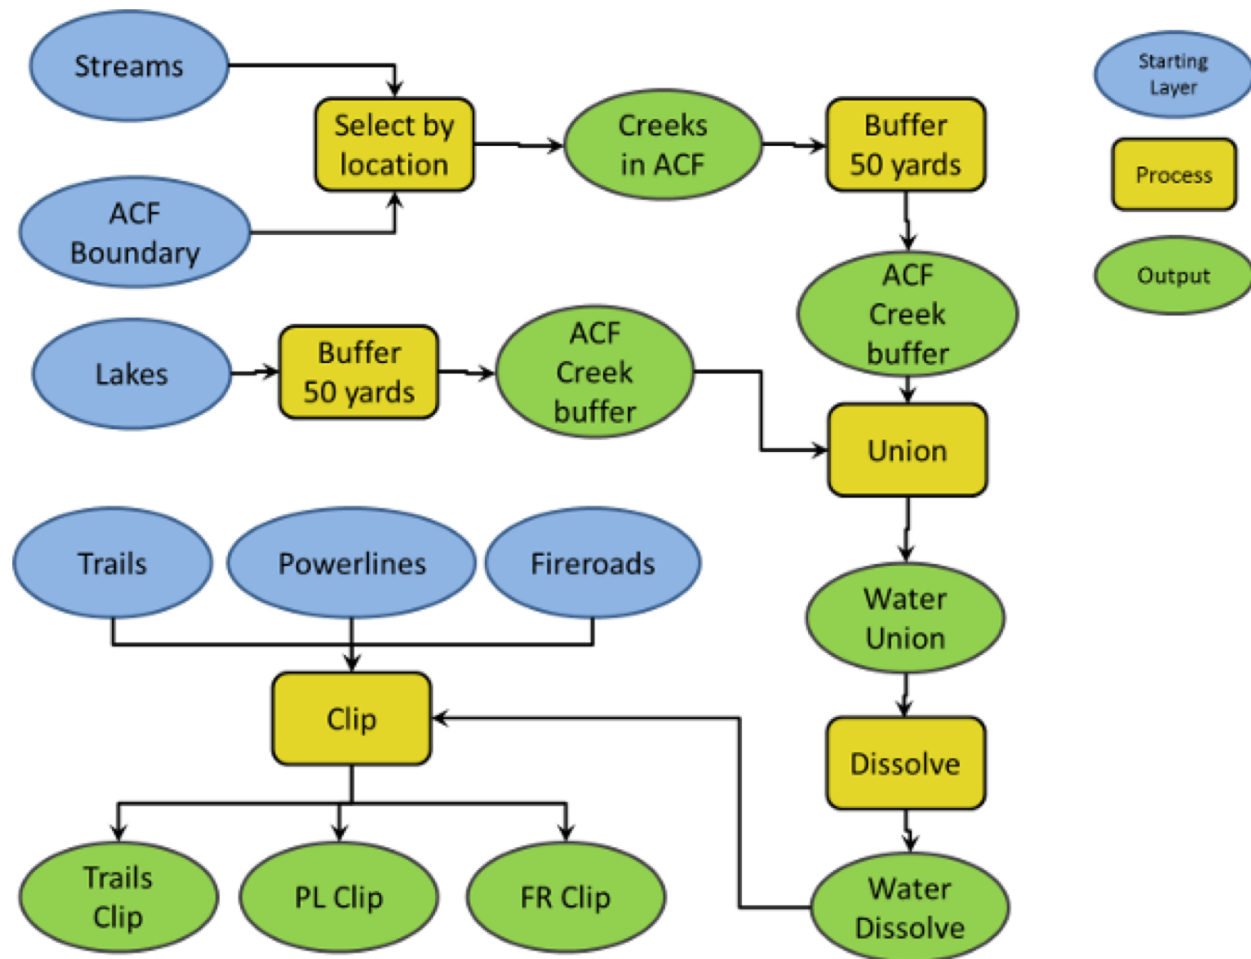 Streams
Select by
location
Creeks
in ACF
Buffer
50 yards
Starting
Layer
Process
Output
ACF
Boundary
ACF
Creek
buffer
Lakes
Buffer
50 yards
ACF
Creek
buffer
Union
Trails
Powerlines
Fireroads
Water
Union
Clip
Dissolve
Trails
Clip
PL Clip
FR Clip
Water
Dissolve